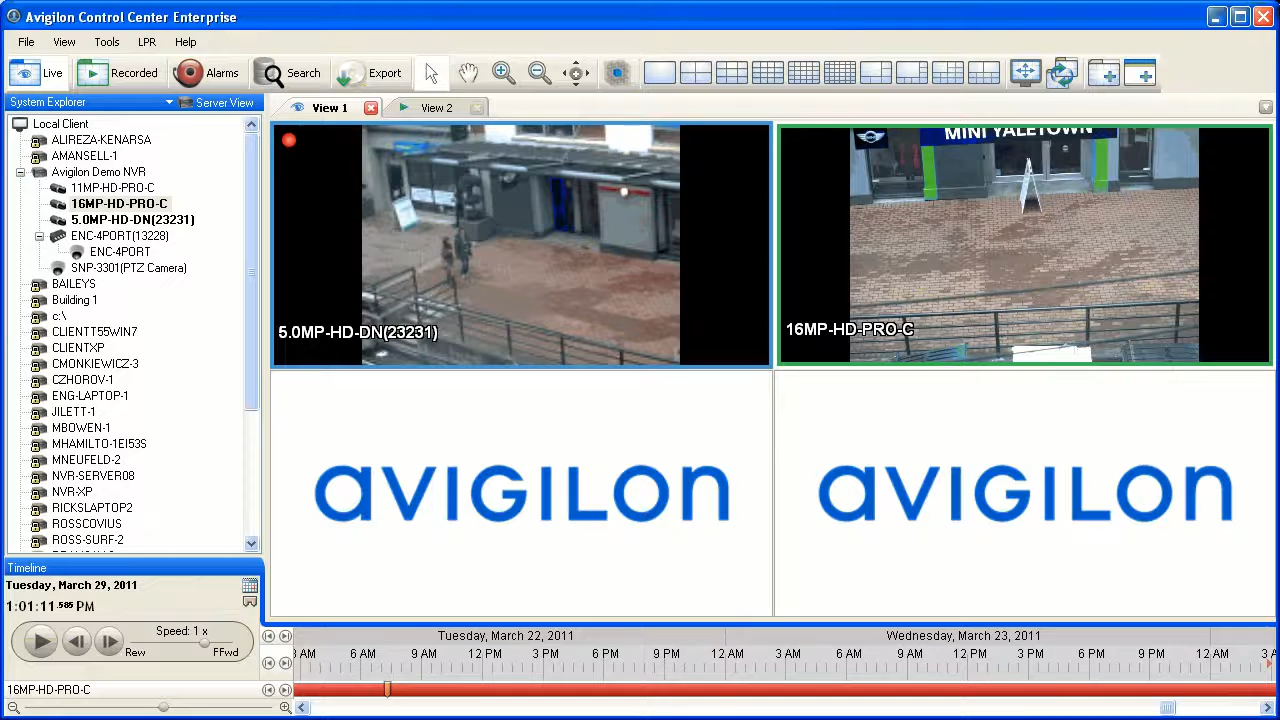 Avigilon Control Center Enterprise
File View Tools LPR Help
Live Recorded Alarms Search Export
System Explorer Server View
View 1 View 2
Local Client
ALIREZA-KENARSA
AMANSELL-1
Avigilon Demo NVR
11MP-HD-PRO-C
16MP-HD-PRO-C
5.0MP-HD-DN(23231)
ENC-4PORT(13228)
ENC-4PORT
SNP-3301(PTZ Camera)
BAILEYS
Building 1
c:\
CLIENTT55WIN7
CLIENTXP
CMONKIEWICZ-3
CZHOROV-1
ENG-LAPTOP-1
JILETT-1
MBOWEN-1
MHAMILTO-1EI53S
MNEUFELD-2
NVR-SERVER08
NVR-XP
RICKSLAPTOP2
ROSSCOVIUS
ROSS-SURF-2
5.0MP-HD-DN(23231)
MINI YALETOWN
16MP-HD-PRO-C
avigilon avigilon
Timeline
Tuesday, March 29, 2011
1:01:11.585 PM
Speed: 1 x
Rew FFwd
Tuesday, March 22, 2011 Wednesday, March 23, 2011
AM 6 AM 9 AM 12 PM 3 PM 6 PM 9 PM 12 AM 3 AM 6 AM 9 AM 12 PM 3 PM 6 PM 9 PM 12 AM 3 A
16MP-HD-PRO-C